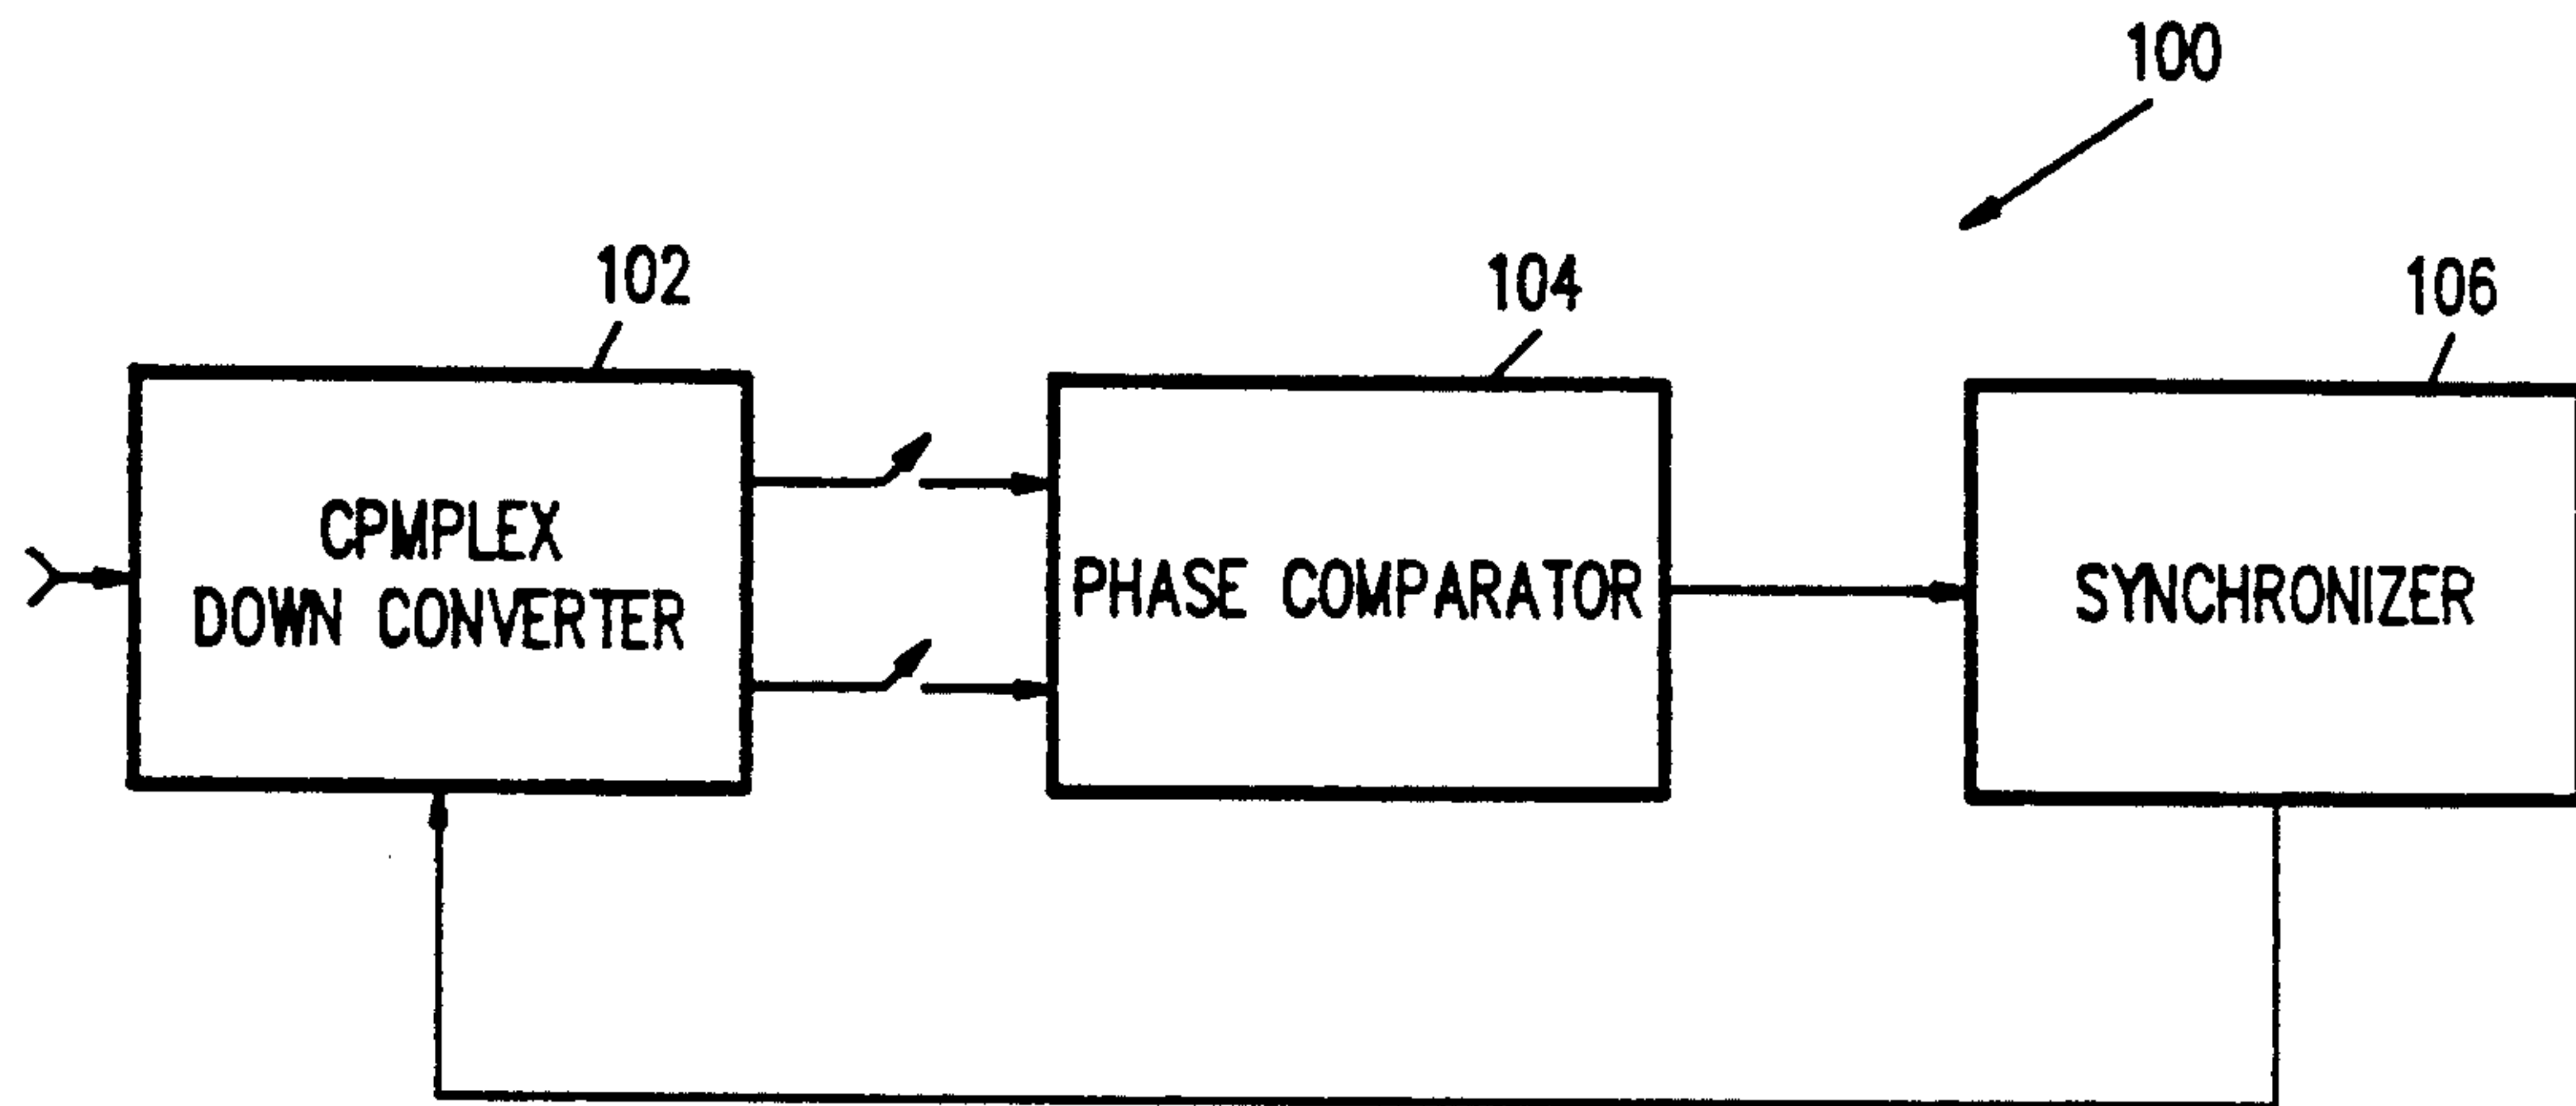 100
102
104
106
CPMPLEX
DOWN CONVERTER
PHASE COMPARATOR
SYNCHRONIZER